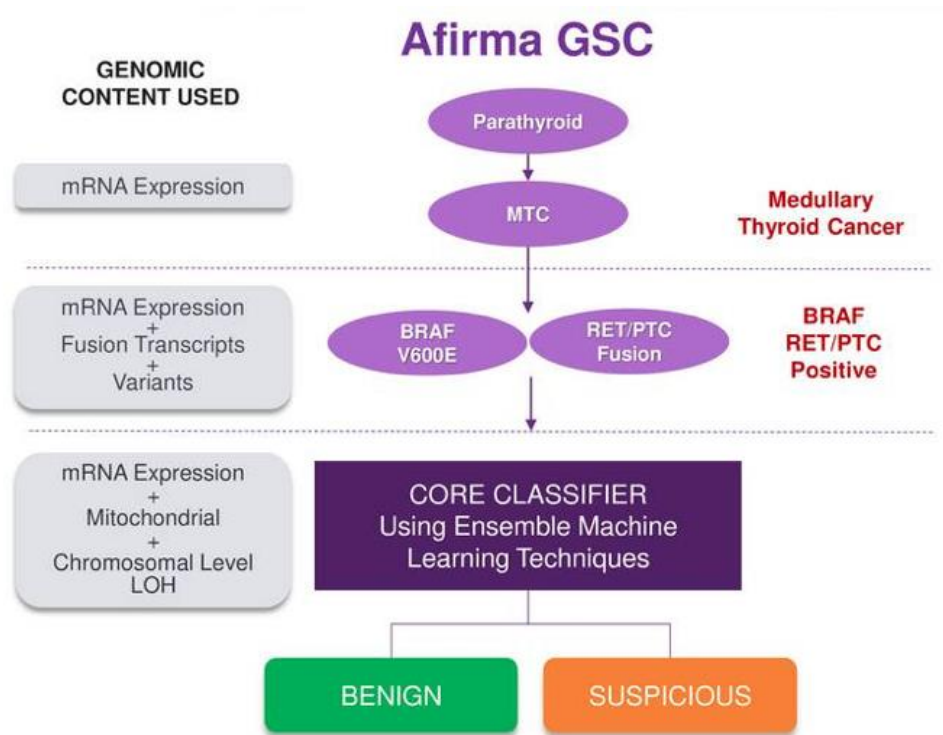 Afirma GSC
GENOMIC
CONTENT USED
Parathyroid
mRNA Expression
MTC
Medullary
Thyroid Cancer
mRNA Expression
+
Fusion Transcripts
+
Variants
BRAF
V600E
RET/PTC
Fusion
BRAF
RET/PTC
Positive
mRNA Expression
+
Mitochondrial
+
Chromosomal Level
LOH
CORE CLASSIFIER
Using Ensemble Machine
Learning Techniques
BENIGN
SUSPICIOUS